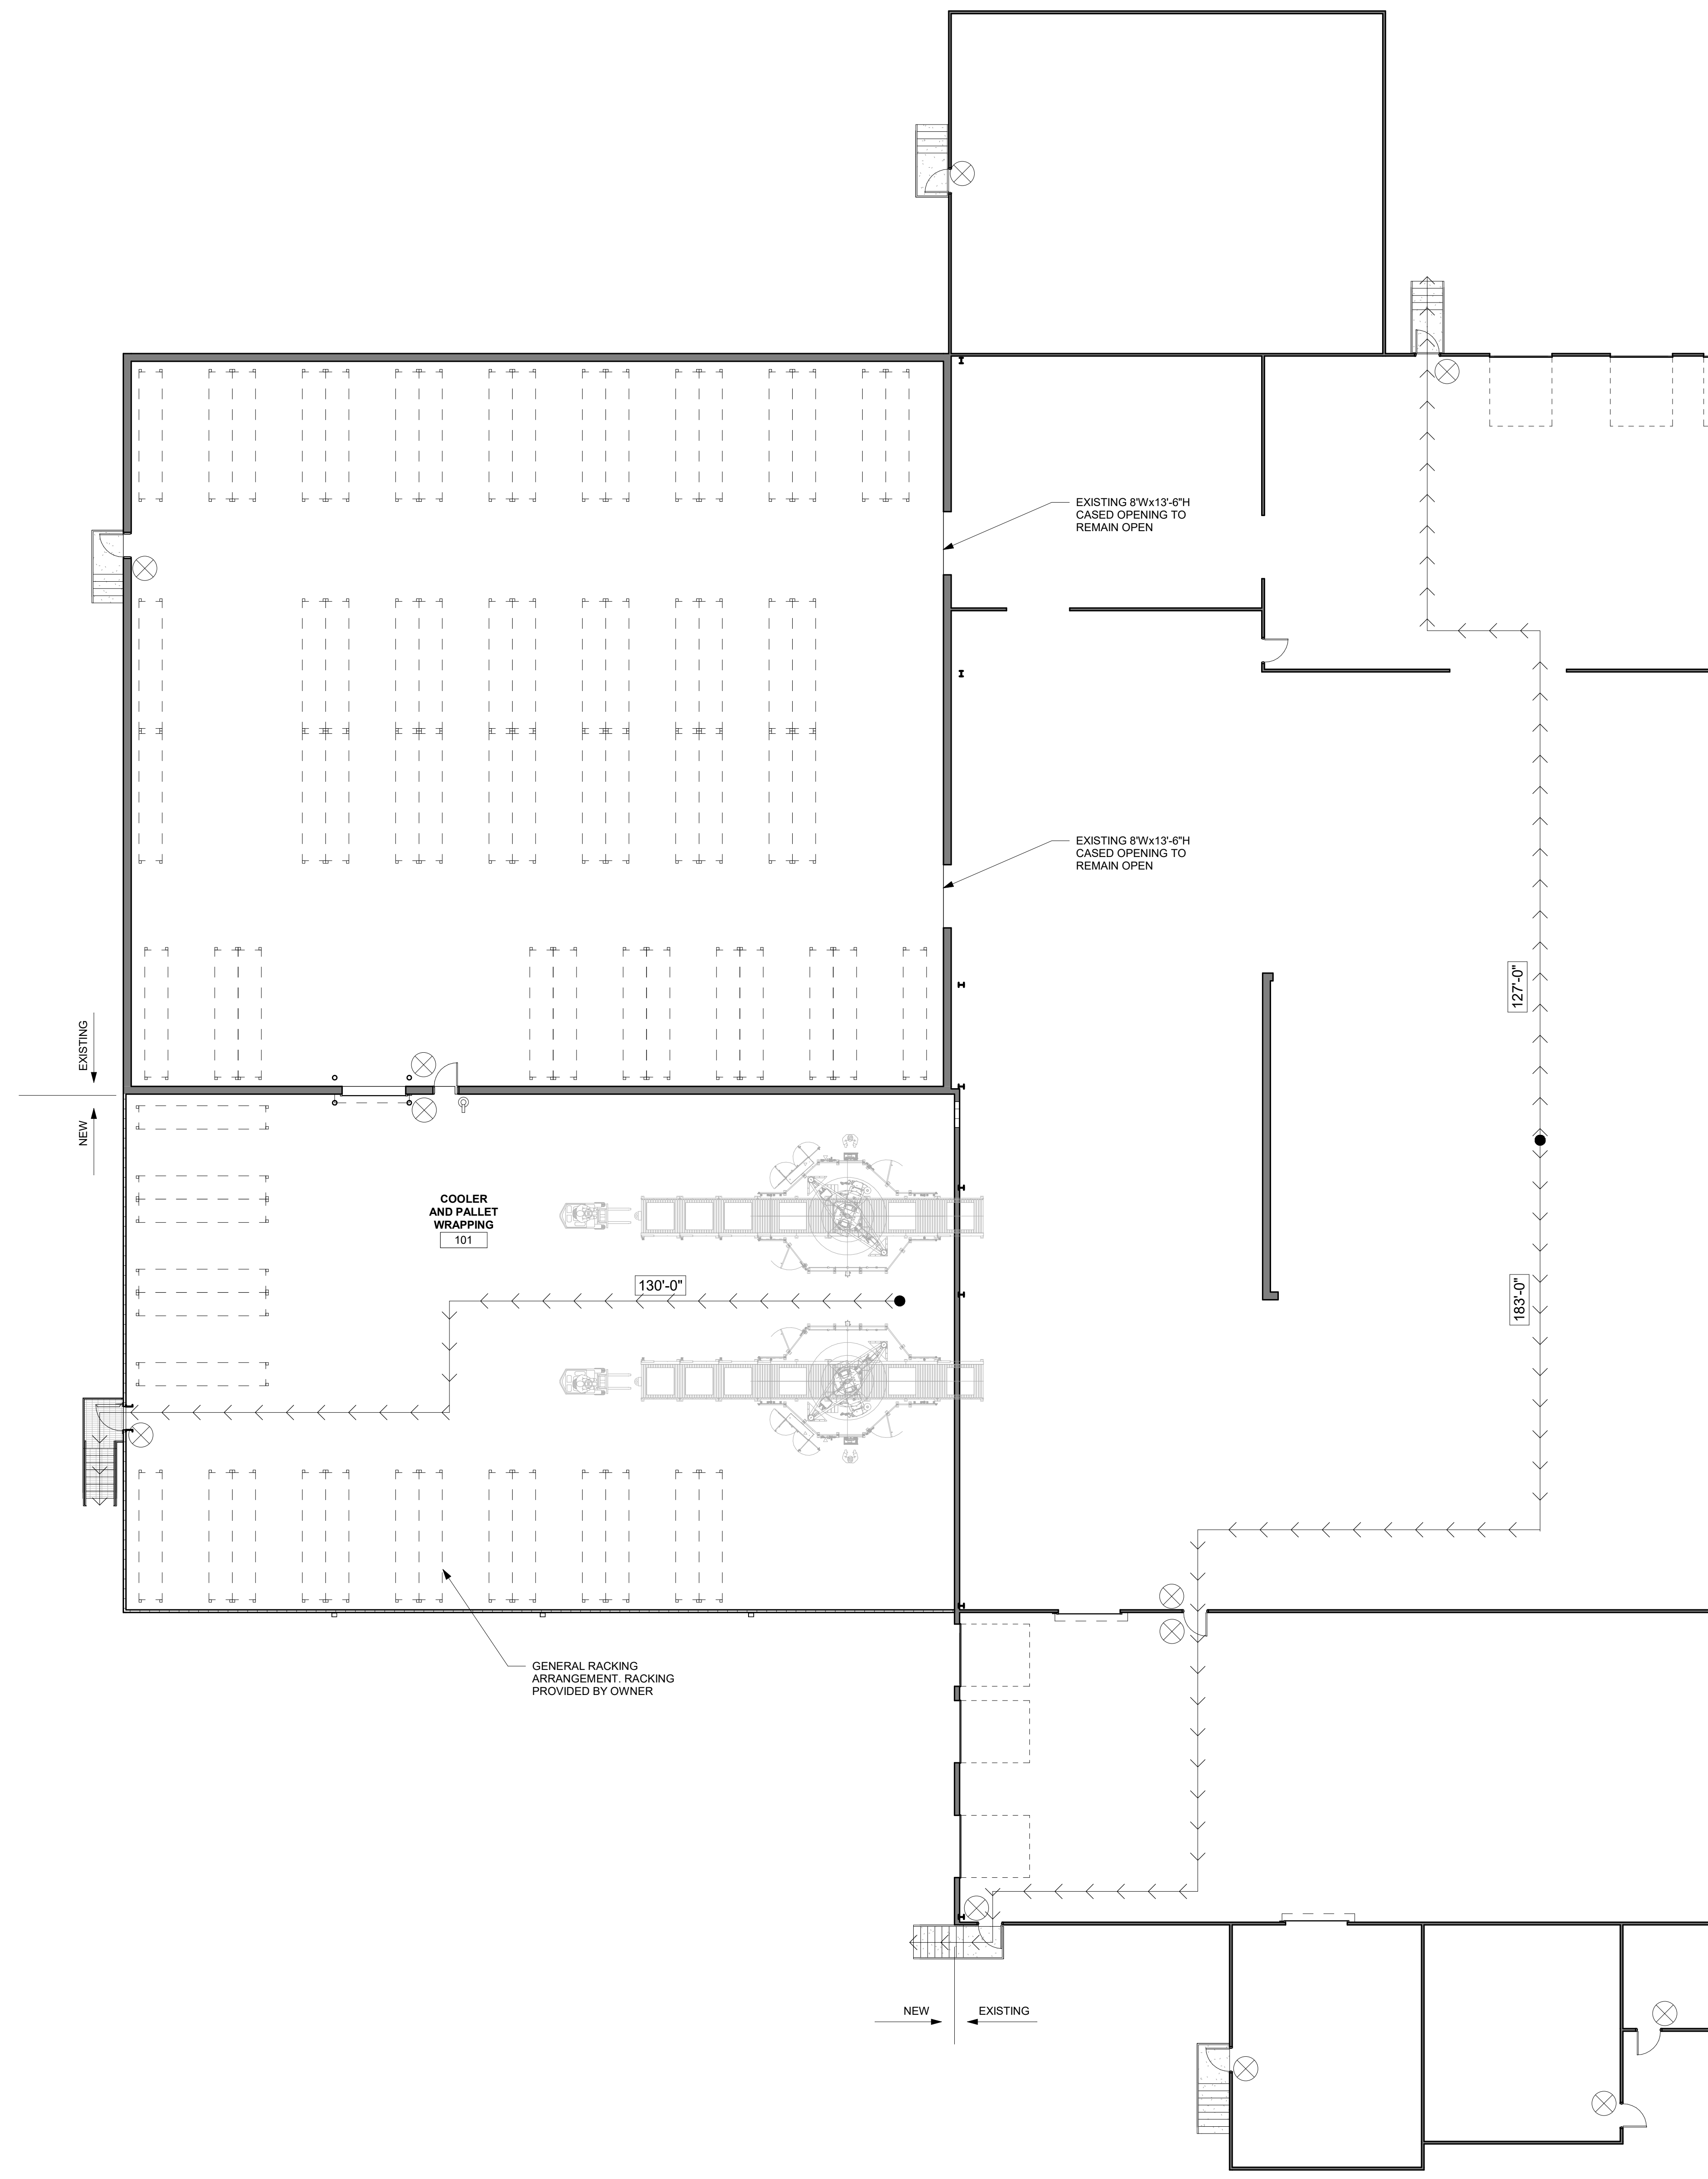 EXISTING 8'Wx13'-6"H
CASED OPENING TO
REMAIN OPEN
EXISTING 8'Wx13'-6"H
CASED OPENING TO
REMAIN OPEN
127'-0"
EXISTING
NEW
COOLER
AND PALLET
WRAPPING
101
130'-0"
183'-0"
GENERAL RACKING
ARRANGEMENT. RACKING
PROVIDED BY OWNER
NEW
EXISTING